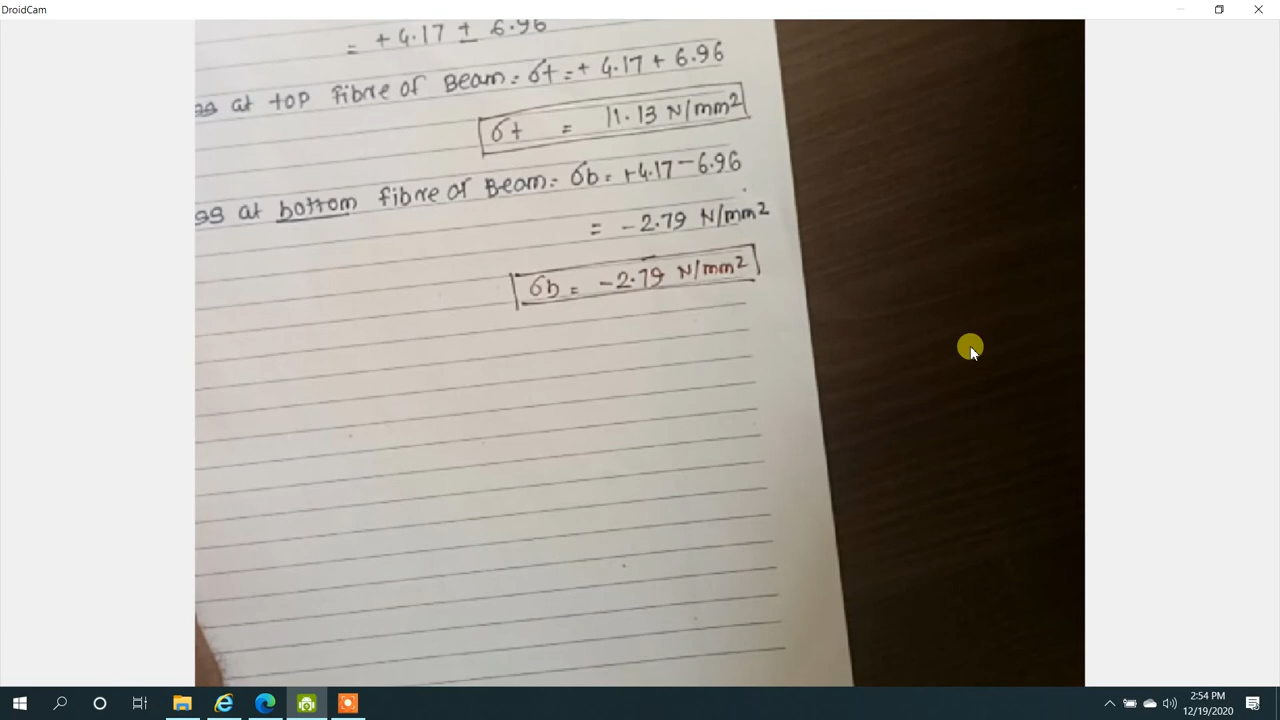 DroidCam
= +4.17 ± 6.96
at top fibre of Beam = σt = + 4.17 + 6.96
σt = 11.13 N/mm²
at bottom fibre of Beam = σb = +4.17 - 6.96
= -2.79 N/mm²
σb = -2.79 N/mm²
2:54 PM
12/19/2020